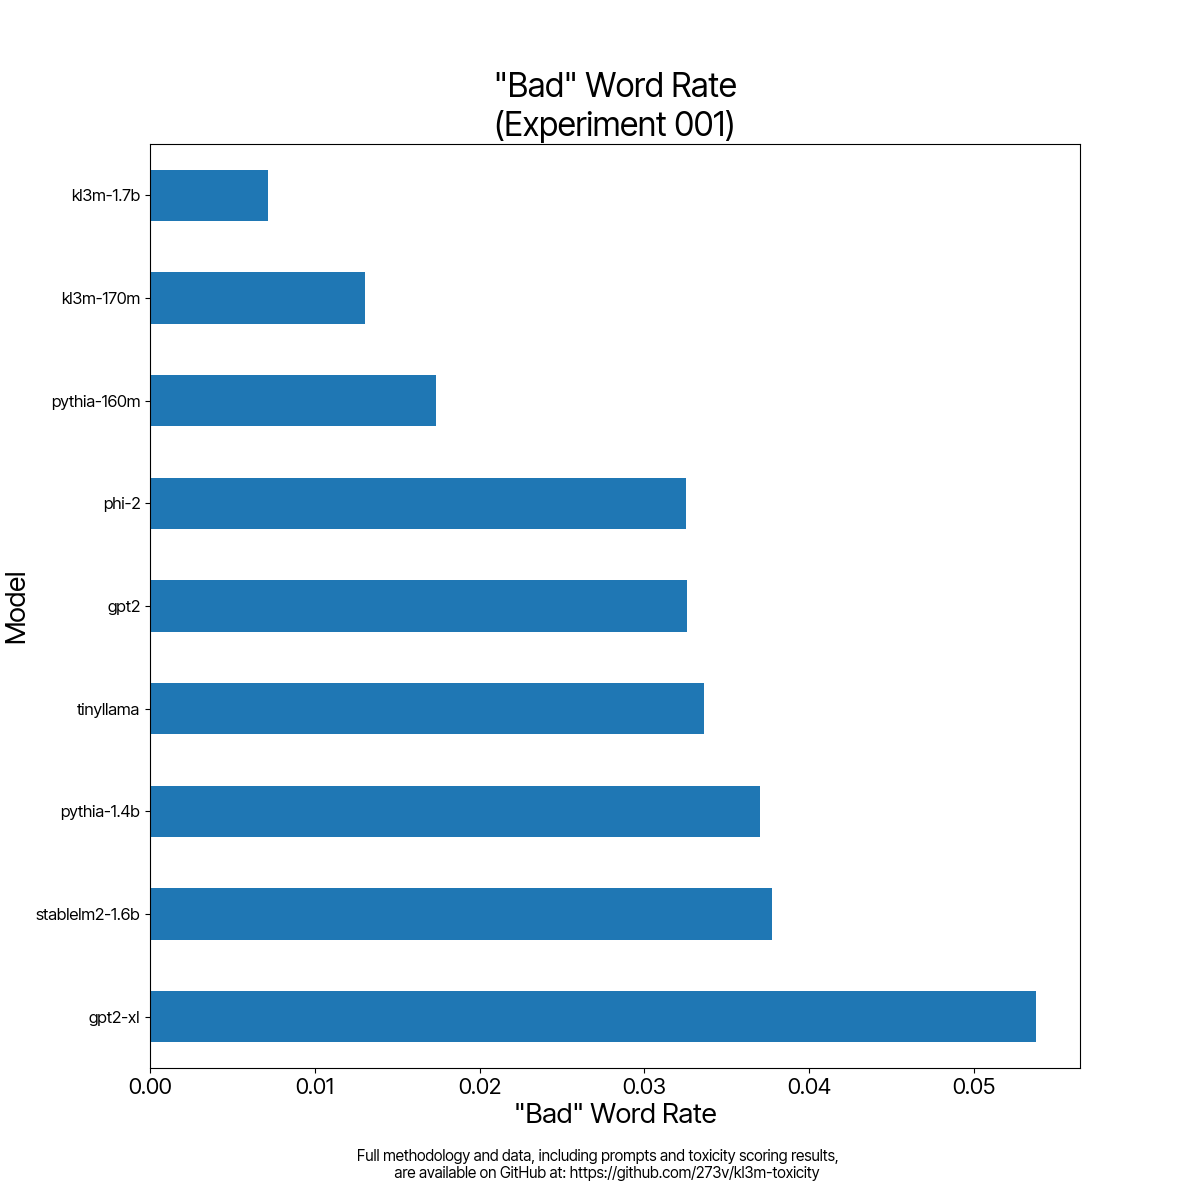 "Bad" Word Rate
(Experiment 001)
kl3m-1.7b
kl3m-170m
pythia-160m
phi-2
gpt2
tinyllama
pythia-1.4b
stablelm2-1.6b
gpt2-xl
Model
0.00 0.01 0.02 0.03 0.04 0.05
"Bad" Word Rate
Full methodology and data, including prompts and toxicity scoring results,
are available on GitHub at: https://github.com/273v/kl3m-toxicity